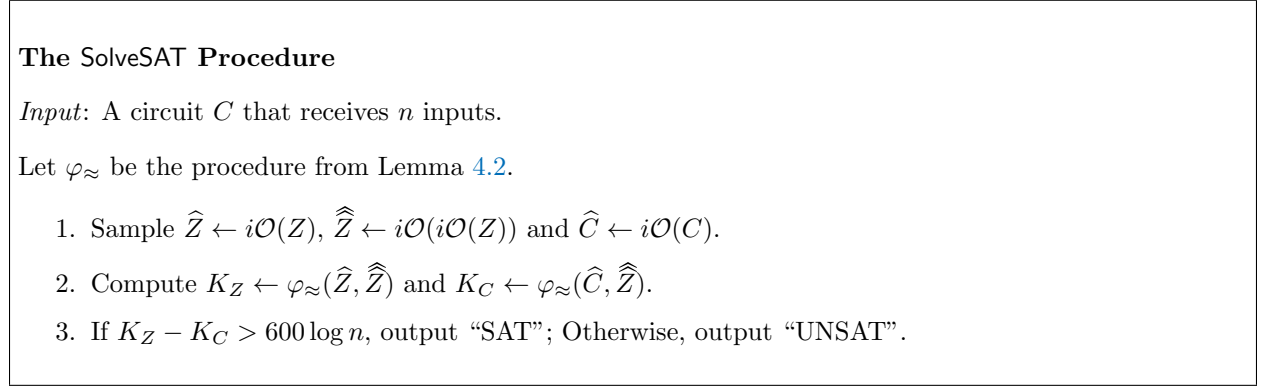 The SolveSAT Procedure
Input: A circuit C that receives n inputs.
Let φ≈ be the procedure from Lemma 4.2.
1. Sample Ẑ ← iO(Z), Z̑̂̂ ← iO(iO(Z)) and Ĉ ← iO(C).
2. Compute K_Z ← φ≈(Ẑ, Z̑̂̂) and K_C ← φ≈(Ĉ, Z̑̂̂).
3. If K_Z − K_C > 600 log n, output “SAT”; Otherwise, output “UNSAT”.